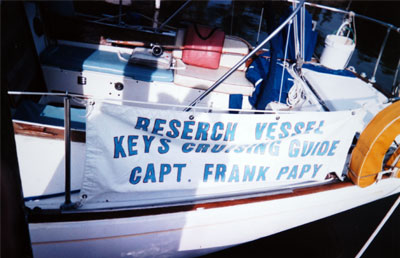 RESERCH VESSEL
KEYS CRUISING GUIDE
CAPT. FRANK PAPY